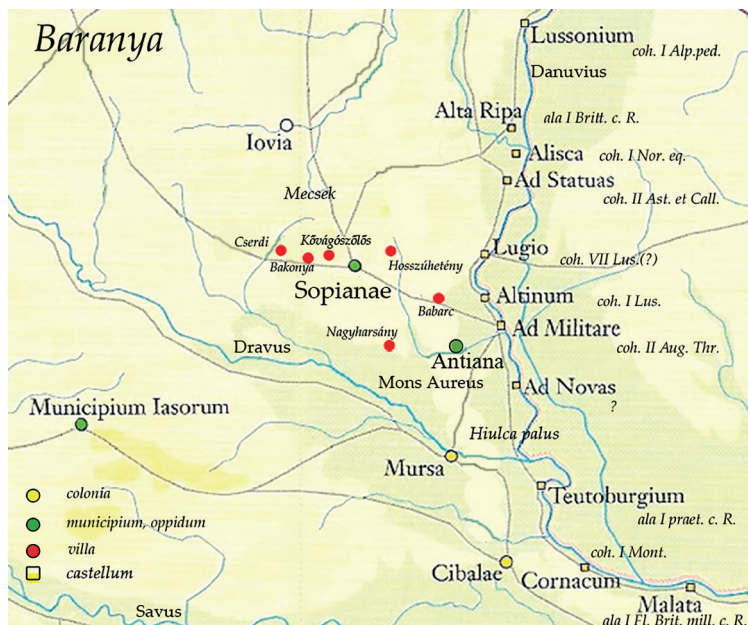 Baranya
Lussonium
coh. I Alp.ped.
Danuvius
Alta Ripa
ala I Britt. c. R.
Iovia
Alisca
coh. I Nor. eq.
Ad Statuas
coh. II Ast. et Call.
Mecsek
Cserdi
Kővágószőlős
Bakonya
Hosszúhetény
Lugio
coh. VII Lus.(?)
Sopianae
Babarc
Altinum
coh. I Lus.
Nagyharsány
Ad Militare
Dravus
coh. II Aug. Thr.
Antiana
Mons Aureus
Ad Novas
?
Municipium Iasorum
Hiulca palus
Mursa
Teutoburgium
ala I praet. c. R.
colonia
municipium, oppidum
villa
castellum
coh. I Mont.
Cibalae
Cornacum
Malata
Savus
ala I Fl. Brit. mill. c. R.